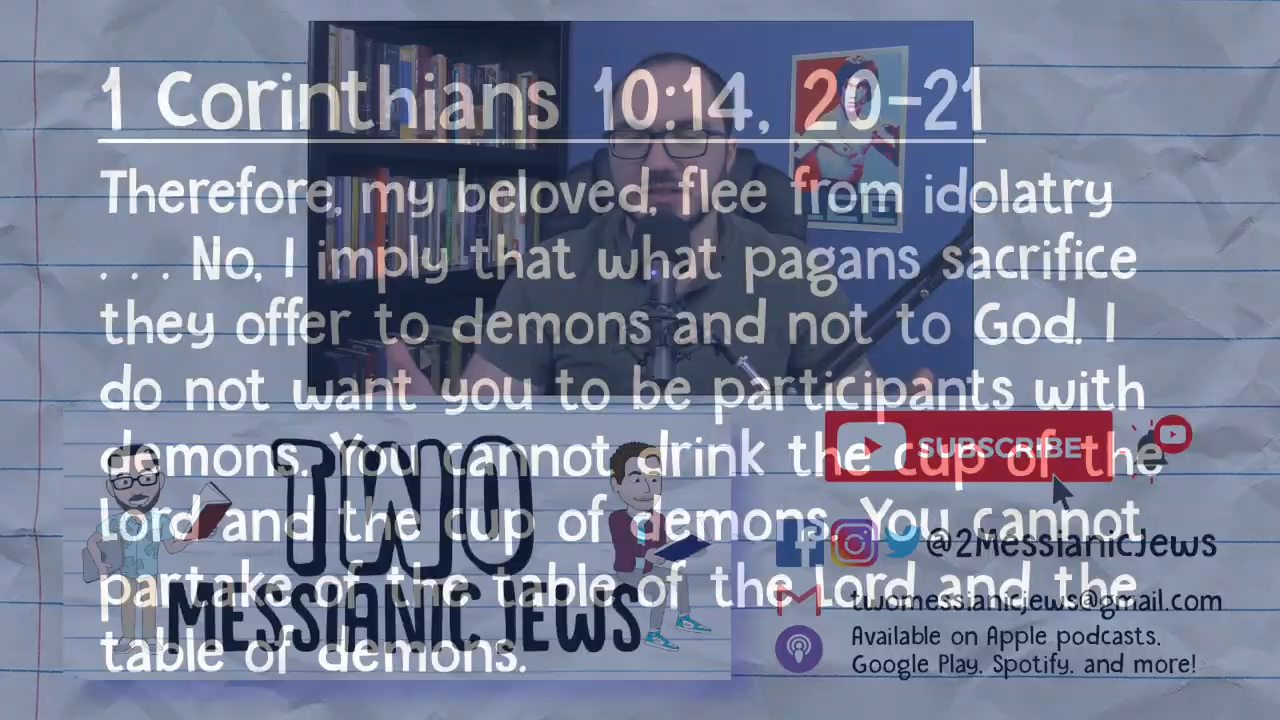 1 Corinthians 10:14, 20-21
Therefore, my beloved, flee from idolatry
. . . No, I imply that what pagans sacrifice
they offer to demons and not to God. I
do not want you to be participants with
demons. You cannot drink the cup of the
Lord and the cup of demons. You cannot
partake of the table of the Lord and the
table of demons.
TWO
MESSIANIC JEWS
SUBSCRIBE
@2MessianicJews
twomessianicjews@gmail.com
Available on Apple podcasts,
Google Play, Spotify, and more!